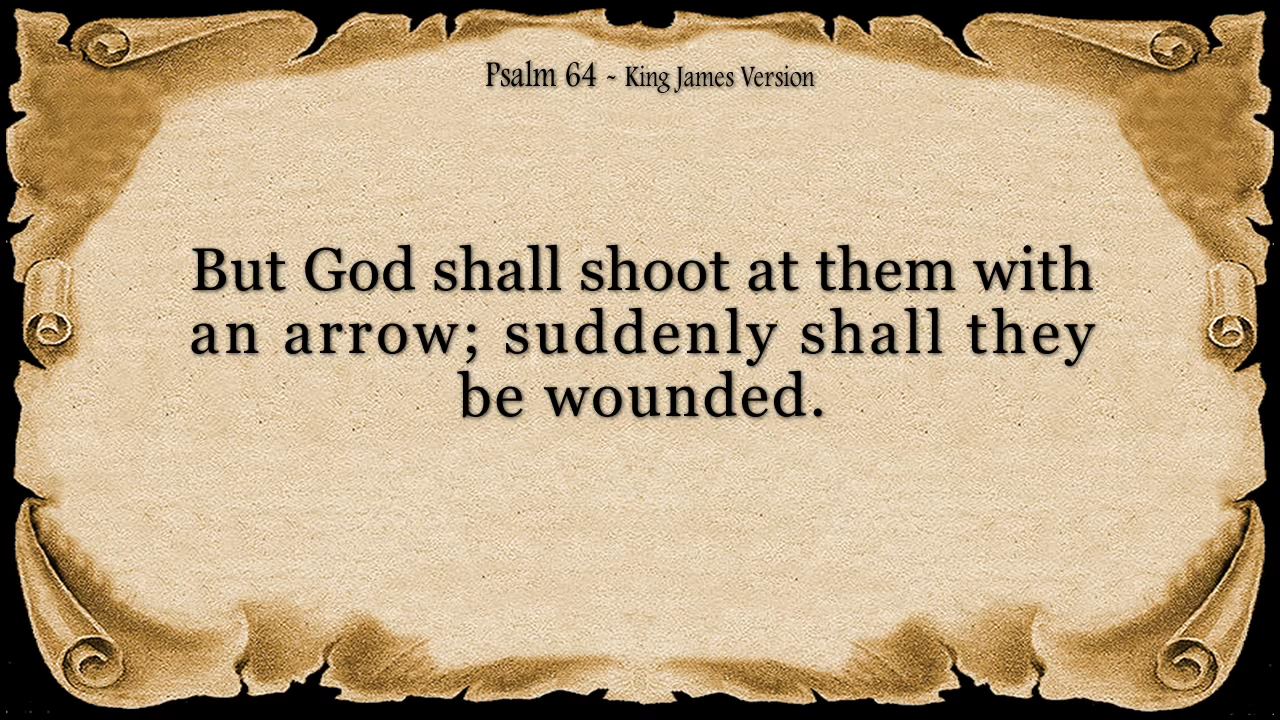 Psalm 64 ~ King James Version
But God shall shoot at them with
an arrow; suddenly shall they
be wounded.